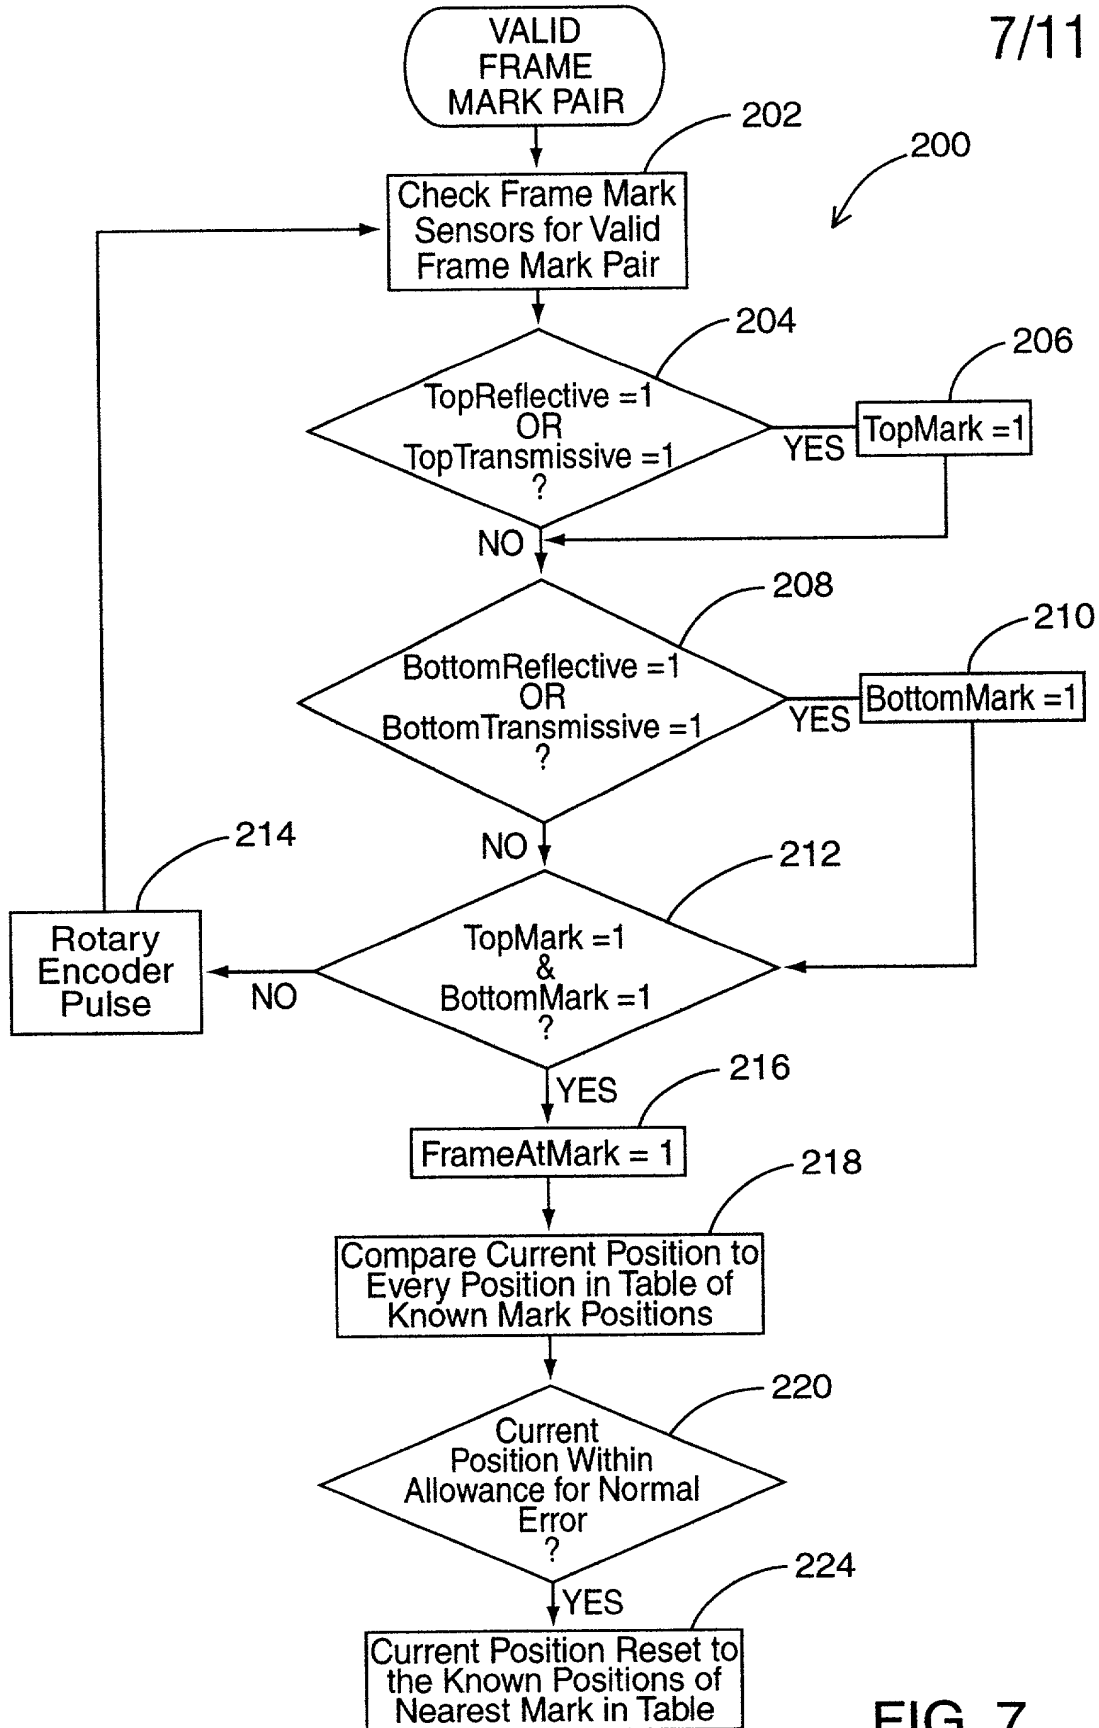 7/11
VALID
FRAME
MARK PAIR
202
200
Check Frame Mark
Sensors for Valid
Frame Mark Pair
204
206
TopReflective =1
OR
TopTransmissive =1
?
YES
TopMark =1
NO
208
210
BottomReflective =1
OR
BottomTransmissive =1
?
YES
BottomMark =1
NO
214
212
Rotary
Encoder
Pulse
NO
TopMark =1
&
BottomMark =1
?
YES
216
FrameAtMark = 1
218
Compare Current Position to
Every Position in Table of
Known Mark Positions
220
Current
Position Within
Allowance for Normal
Error
?
YES
224
Current Position Reset to
the Known Positions of
Nearest Mark in Table
FIG. 7